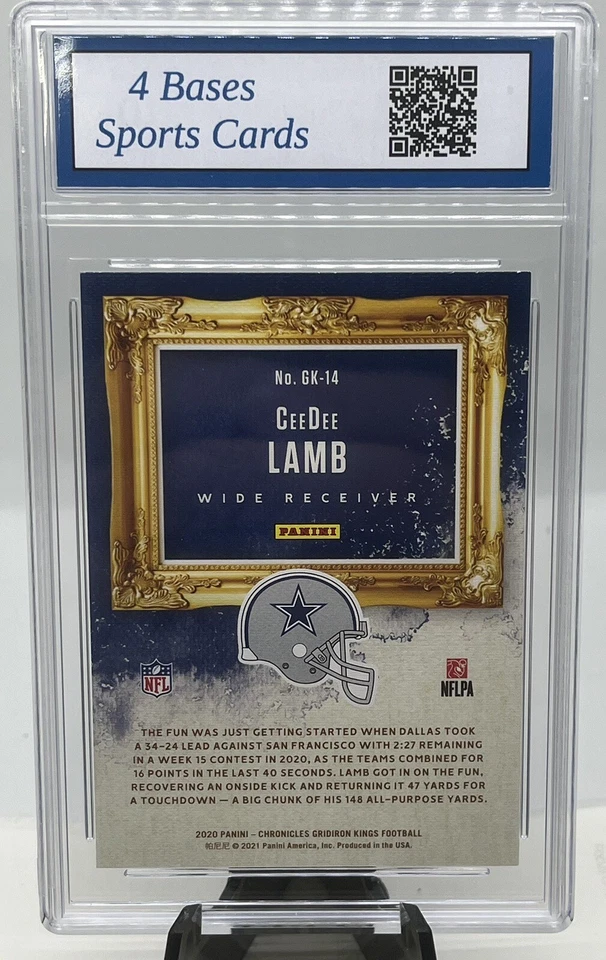 4 Bases
Sports Cards
No. GK-14
CEEDEE
LAMB
WIDE RECEIVER
PANINI
NFL
NFLPA
THE FUN WAS JUST GETTING STARTED WHEN DALLAS TOOK
A 34–24 LEAD AGAINST SAN FRANCISCO WITH 2:27 REMAINING
IN A WEEK 15 CONTEST IN 2020, AS THE TEAMS COMBINED FOR
16 POINTS IN THE LAST 40 SECONDS. LAMB GOT IN ON THE FUN,
RECOVERING AN ONSIDE KICK AND RETURNING IT 47 YARDS FOR
A TOUCHDOWN — A BIG CHUNK OF HIS 148 ALL-PURPOSE YARDS.
2020 PANINI – CHRONICLES GRIDIRON KINGS FOOTBALL
帕尼尼 © 2021 Panini America, Inc. Produced in the USA.